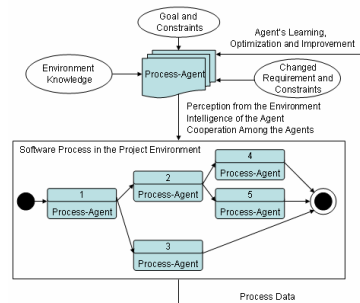 Goal and
Constraints
Agent's Learning,
Optimization and Improvement
Environment
Knowledge
Process-Agent
Changed
Requirement and
Constraints
Perception from the Environment
Intelligence of the Agent
Cooperation Among the Agents
Software Process in the Project Environment
4
Process-Agent
2
Process-Agent
1
Process-Agent
5
Process-Agent
3
Process-Agent
Process Data